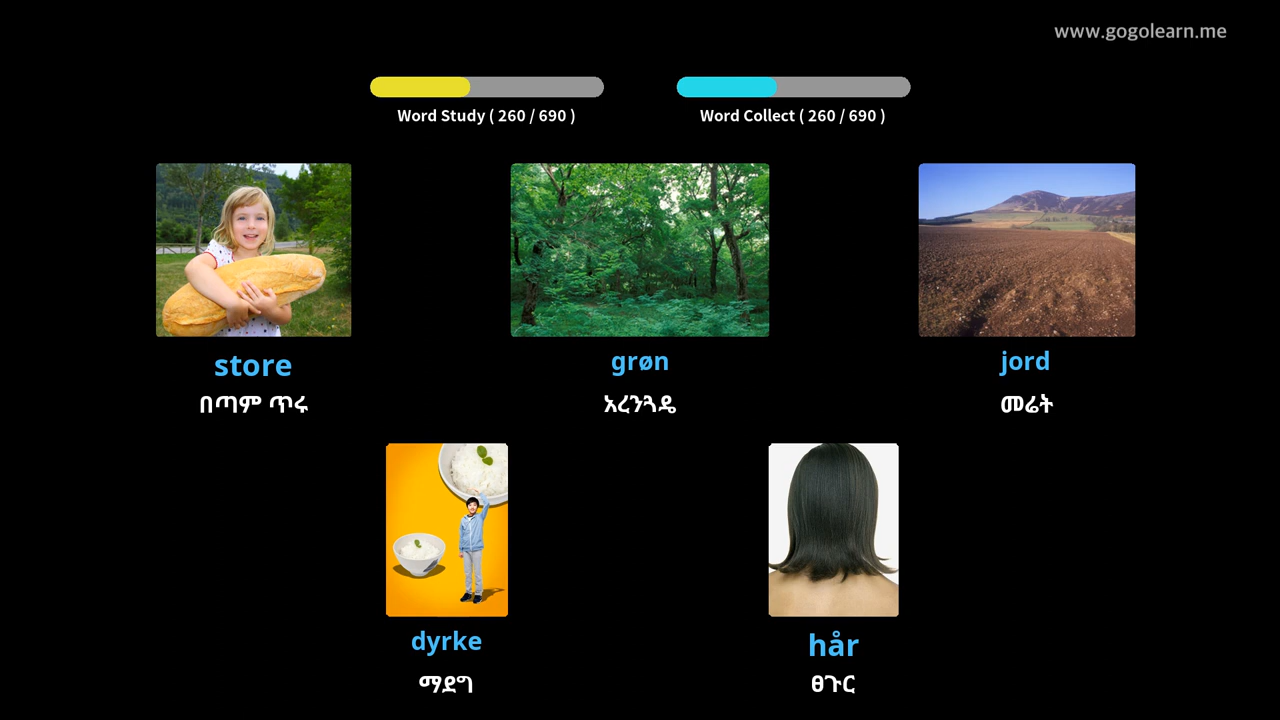 www.gogolearn.me
Word Study ( 260 / 690 )
Word Collect ( 260 / 690 )
store
በጣም ጥሩ
grøn
አረንጓዴ
jord
መሬት
dyrke
ማደግ
hår
ፀጉር